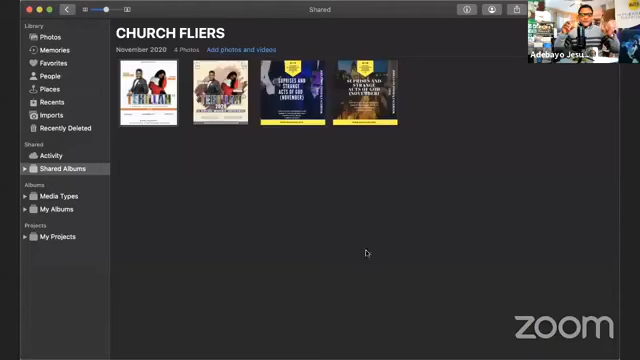 Shared
Library
Photos
Memories
Favorites
People
Places
Recents
Imports
Recently Deleted
Shared
Activity
Shared Albums
Albums
Media Types
My Albums
Projects
My Projects
CHURCH FLIERS
November 2020
4 Photos
Add photos and videos
SUPRISES AND
STRANGE
ACTS OF GOD
(NOVEMBER)
SUPRISES AND
STRANGE
ACTS OF GOD
(NOVEMBER)
Adebayo Jesu
zoom